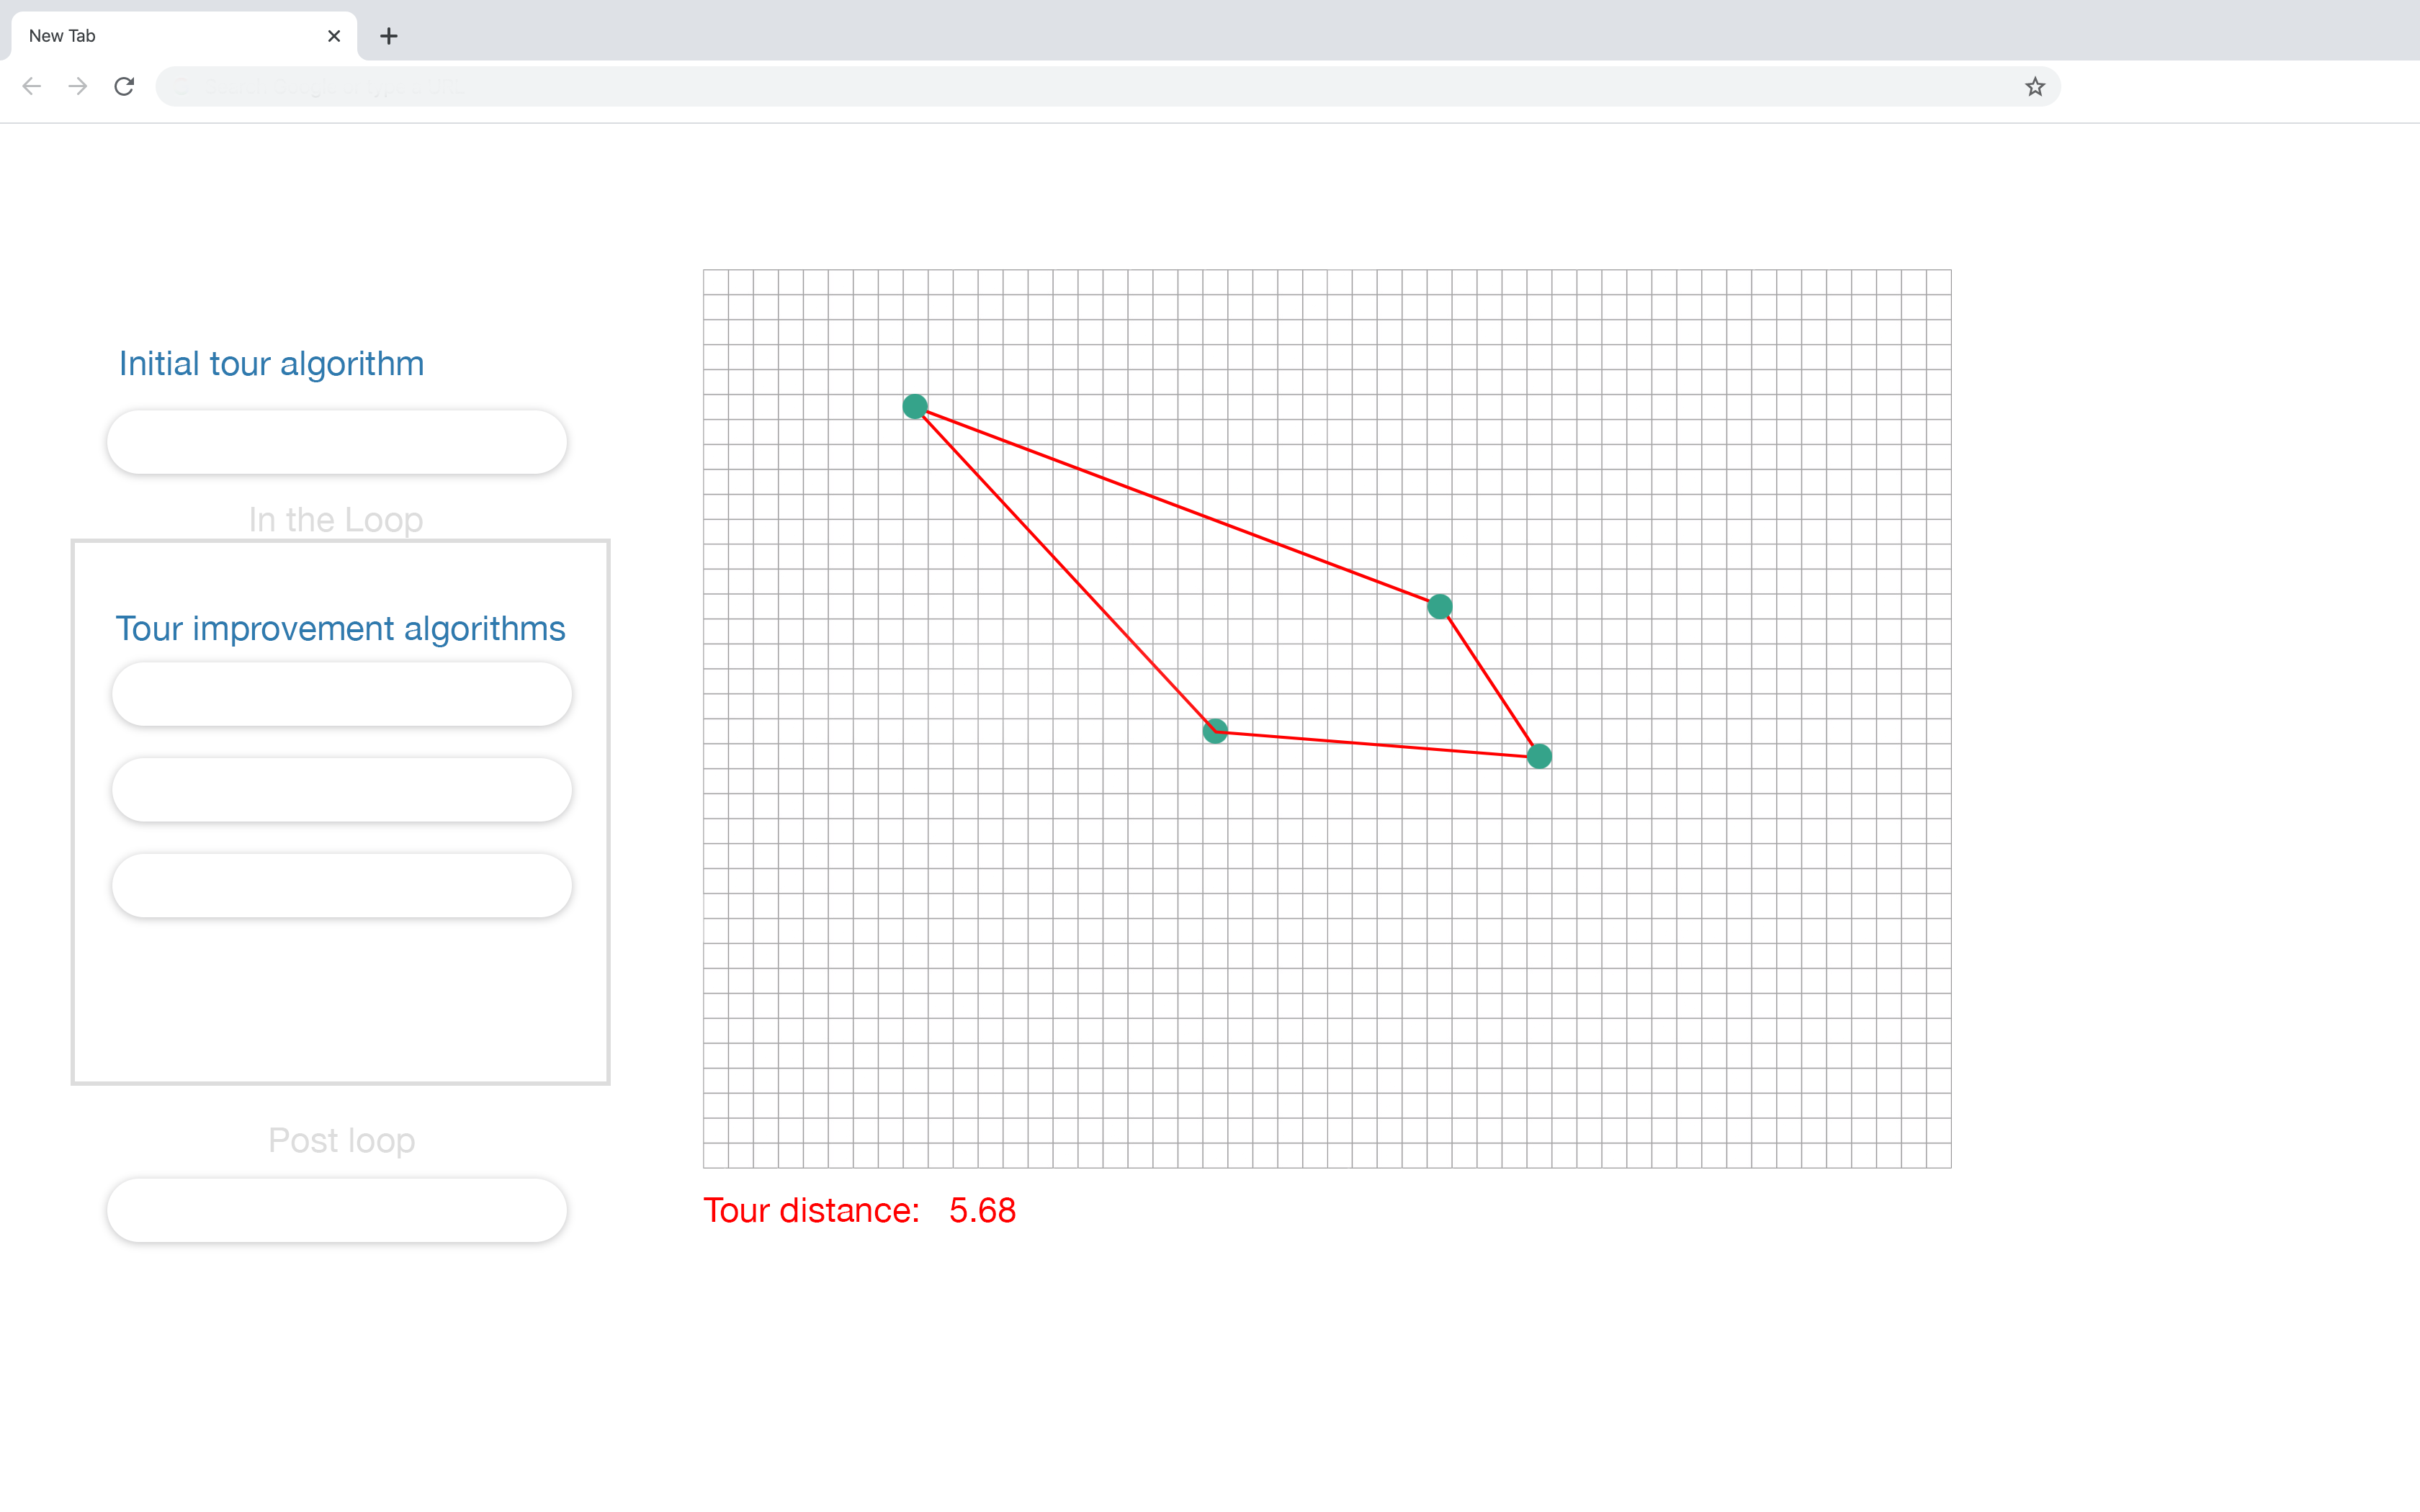 New Tab
Initial tour algorithm
In the Loop
Tour improvement algorithms
Post loop
Tour distance: 5.68